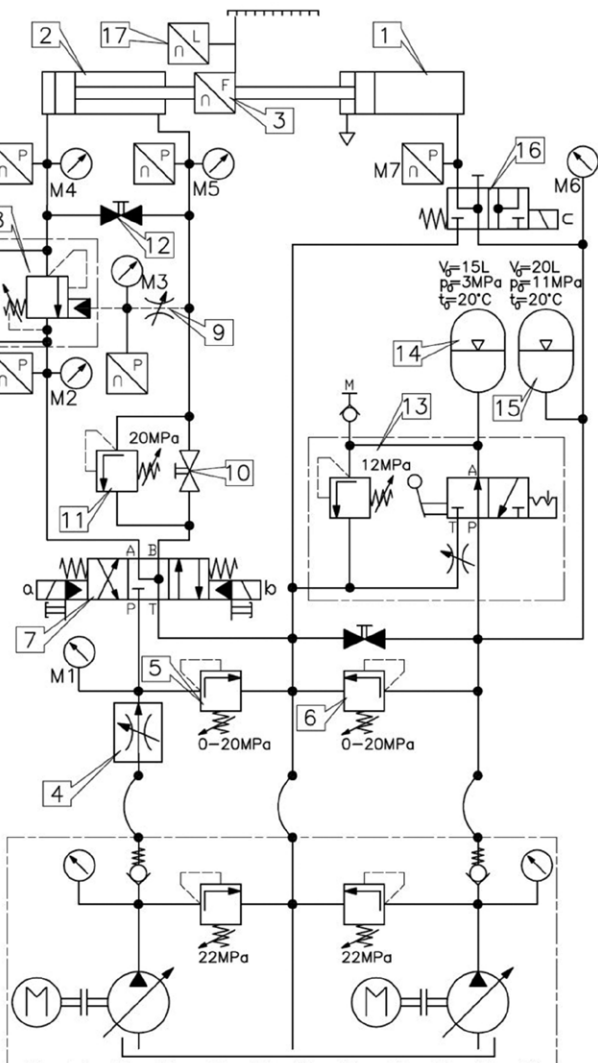 2
17
L
n
1
F
n
3
P
n
M4
P
n
M5
P
n
M7
16
M6
c
12
M3
9
V₀=15L
p₀=3MPa
t₀=20°C
V₀=20L
p₀=11MPa
t₀=20°C
14
15
P
n
M2
P
n
M
13
20MPa
10
11
12MPa
A
T P
A B
a
b
P T
7
M1
5
6
0-20MPa
0-20MPa
4
22MPa
22MPa
M
M